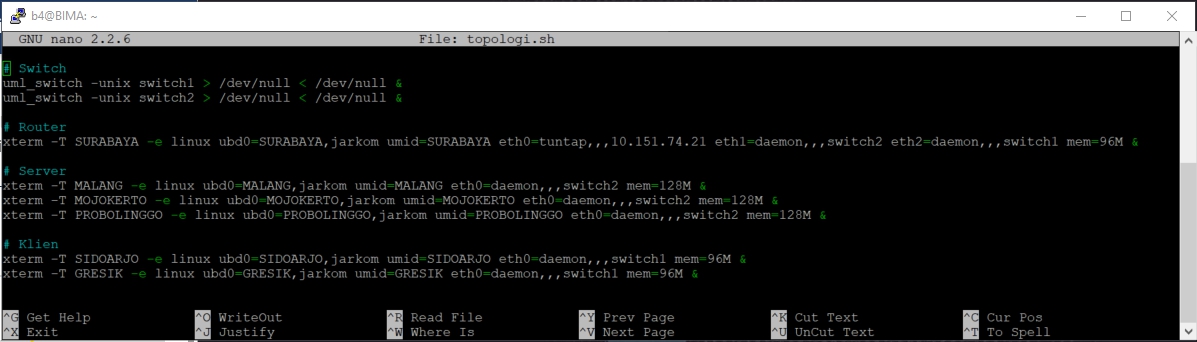 b4@BIMA: ~
GNU nano 2.2.6 File: topologi.sh
# Switch
uml_switch -unix switch1 > /dev/null < /dev/null &
uml_switch -unix switch2 > /dev/null < /dev/null &
# Router
xterm -T SURABAYA -e linux ubd0=SURABAYA,jarkom umid=SURABAYA eth0=tuntap,,,10.151.74.21 eth1=daemon,,,switch2 eth2=daemon,,,switch1 mem=96M &
# Server
xterm -T MALANG -e linux ubd0=MALANG,jarkom umid=MALANG eth0=daemon,,,switch2 mem=128M &
xterm -T MOJOKERTO -e linux ubd0=MOJOKERTO,jarkom umid=MOJOKERTO eth0=daemon,,,switch2 mem=128M &
xterm -T PROBOLINGGO -e linux ubd0=PROBOLINGGO,jarkom umid=PROBOLINGGO eth0=daemon,,,switch2 mem=128M &
# Klien
xterm -T SIDOARJO -e linux ubd0=SIDOARJO,jarkom umid=SIDOARJO eth0=daemon,,,switch1 mem=96M &
xterm -T GRESIK -e linux ubd0=GRESIK,jarkom umid=GRESIK eth0=daemon,,,switch1 mem=96M &
^G Get Help ^O WriteOut ^R Read File ^Y Prev Page ^K Cut Text ^C Cur Pos
^X Exit ^J Justify ^W Where Is ^V Next Page ^U UnCut Text ^T To Spell